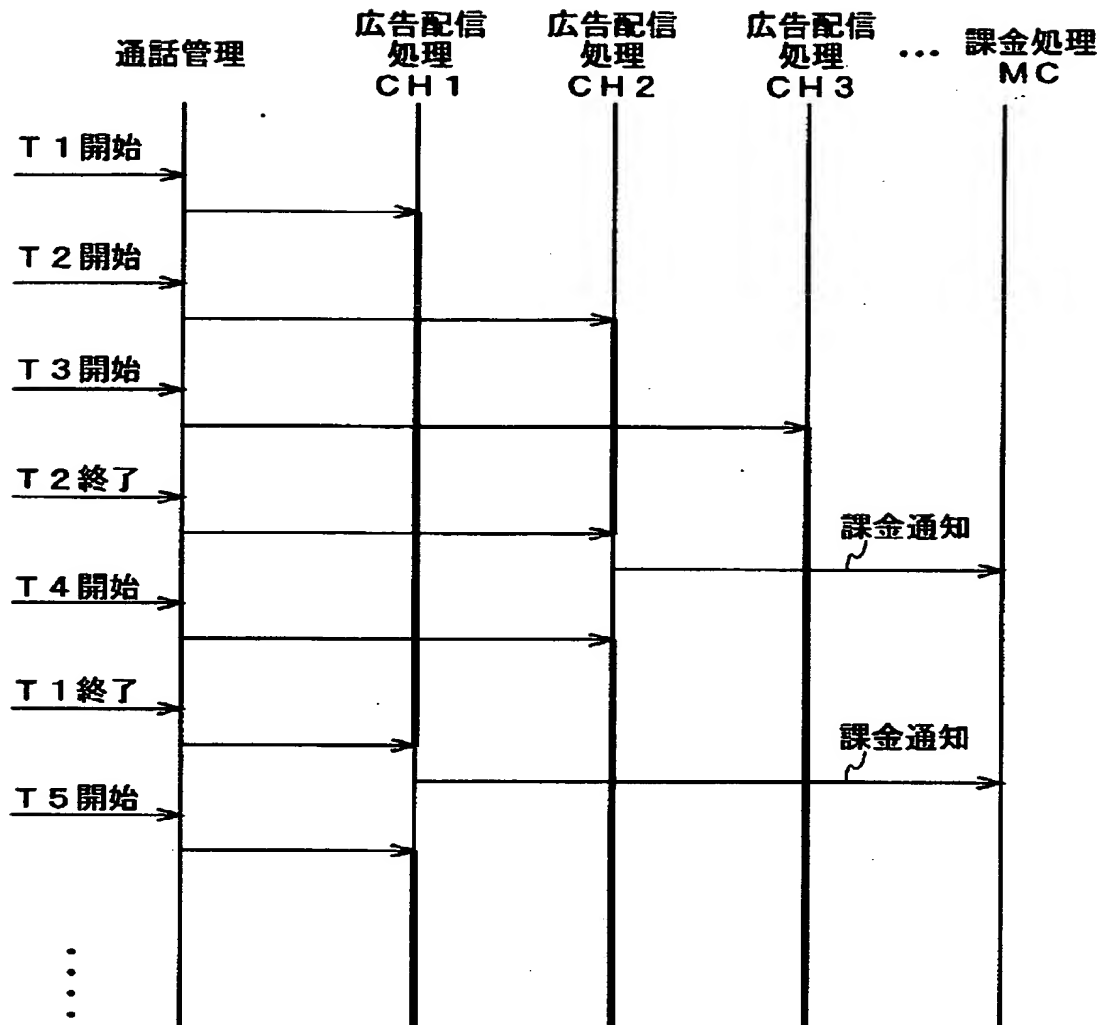 通話管理
広告配信
処理
CH1
広告配信
処理
CH2
広告配信
処理
CH3
…
課金処理
MC
T1開始
T2開始
T3開始
T2終了
課金通知
T4開始
T1終了
課金通知
T5開始